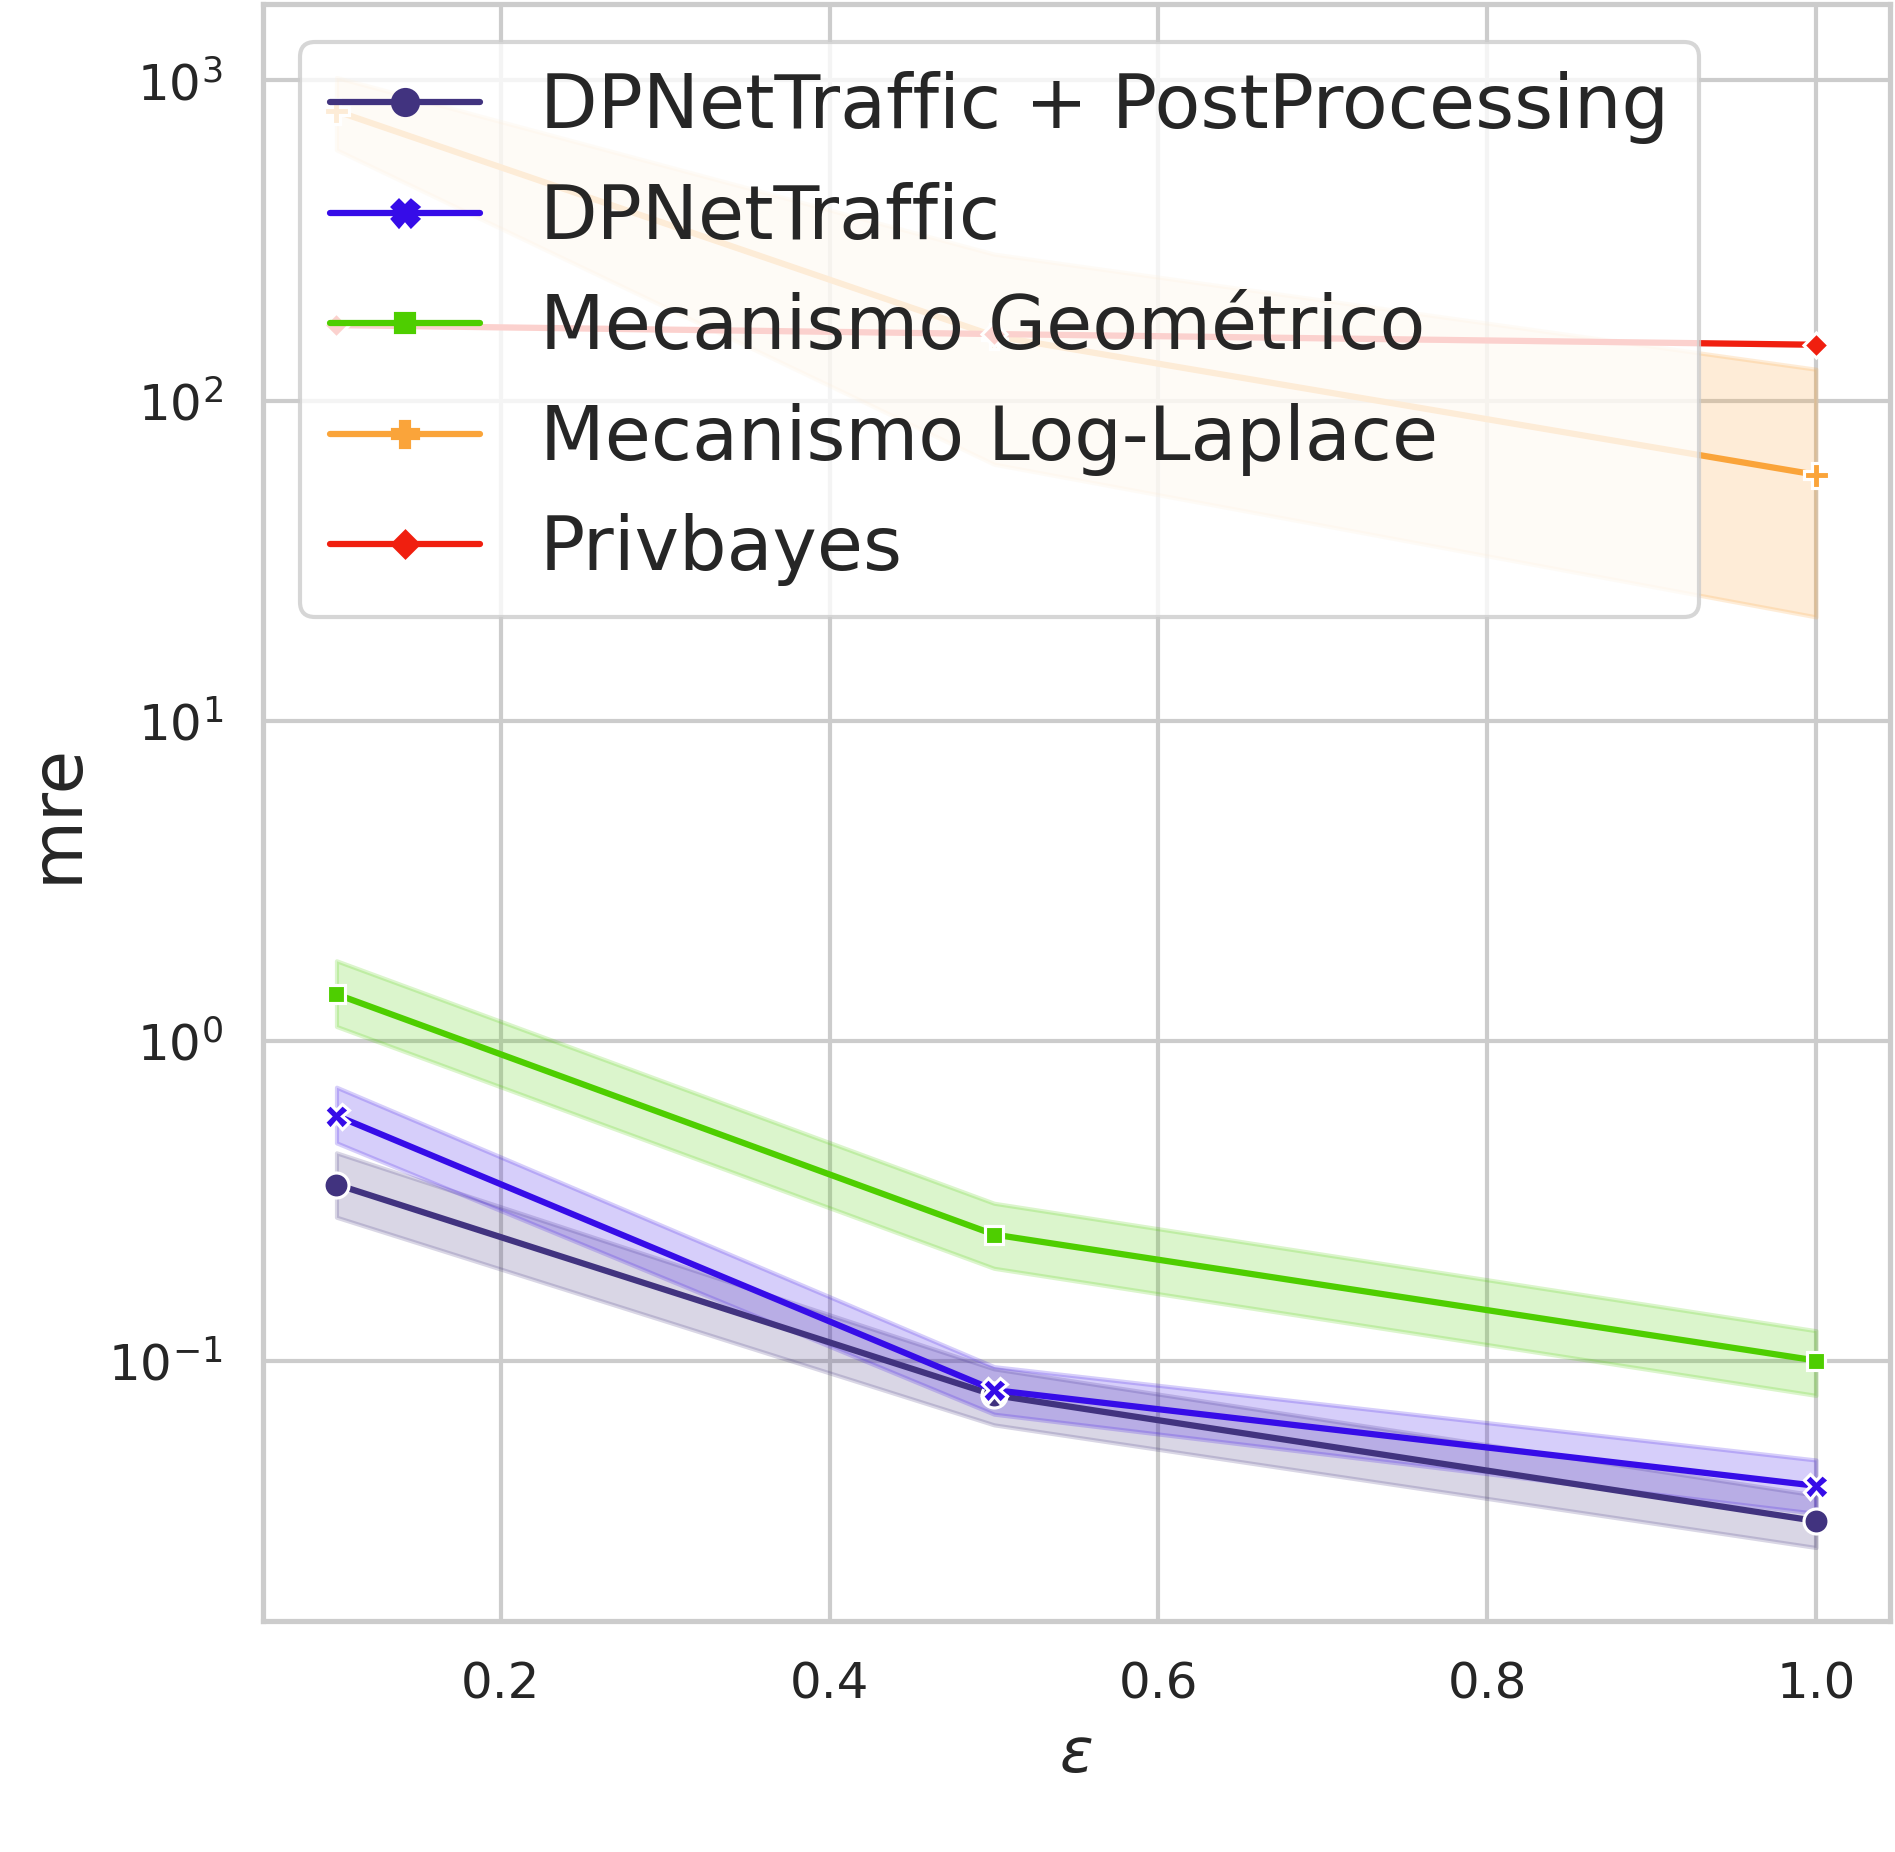 DPNetTraffic + PostProcessing
DPNetTraffic
Mecanismo Geométrico
Mecanismo Log-Laplace
Privbayes
mre
10³
10²
10¹
10⁰
10⁻¹
0.2 0.4 0.6 0.8 1.0
ε